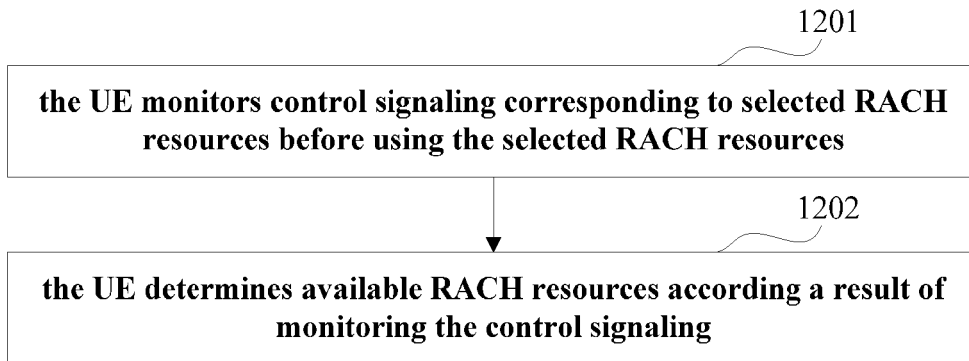 1201
the UE monitors control signaling corresponding to selected RACH
resources before using the selected RACH resources
1202
the UE determines available RACH resources according a result of
monitoring the control signaling